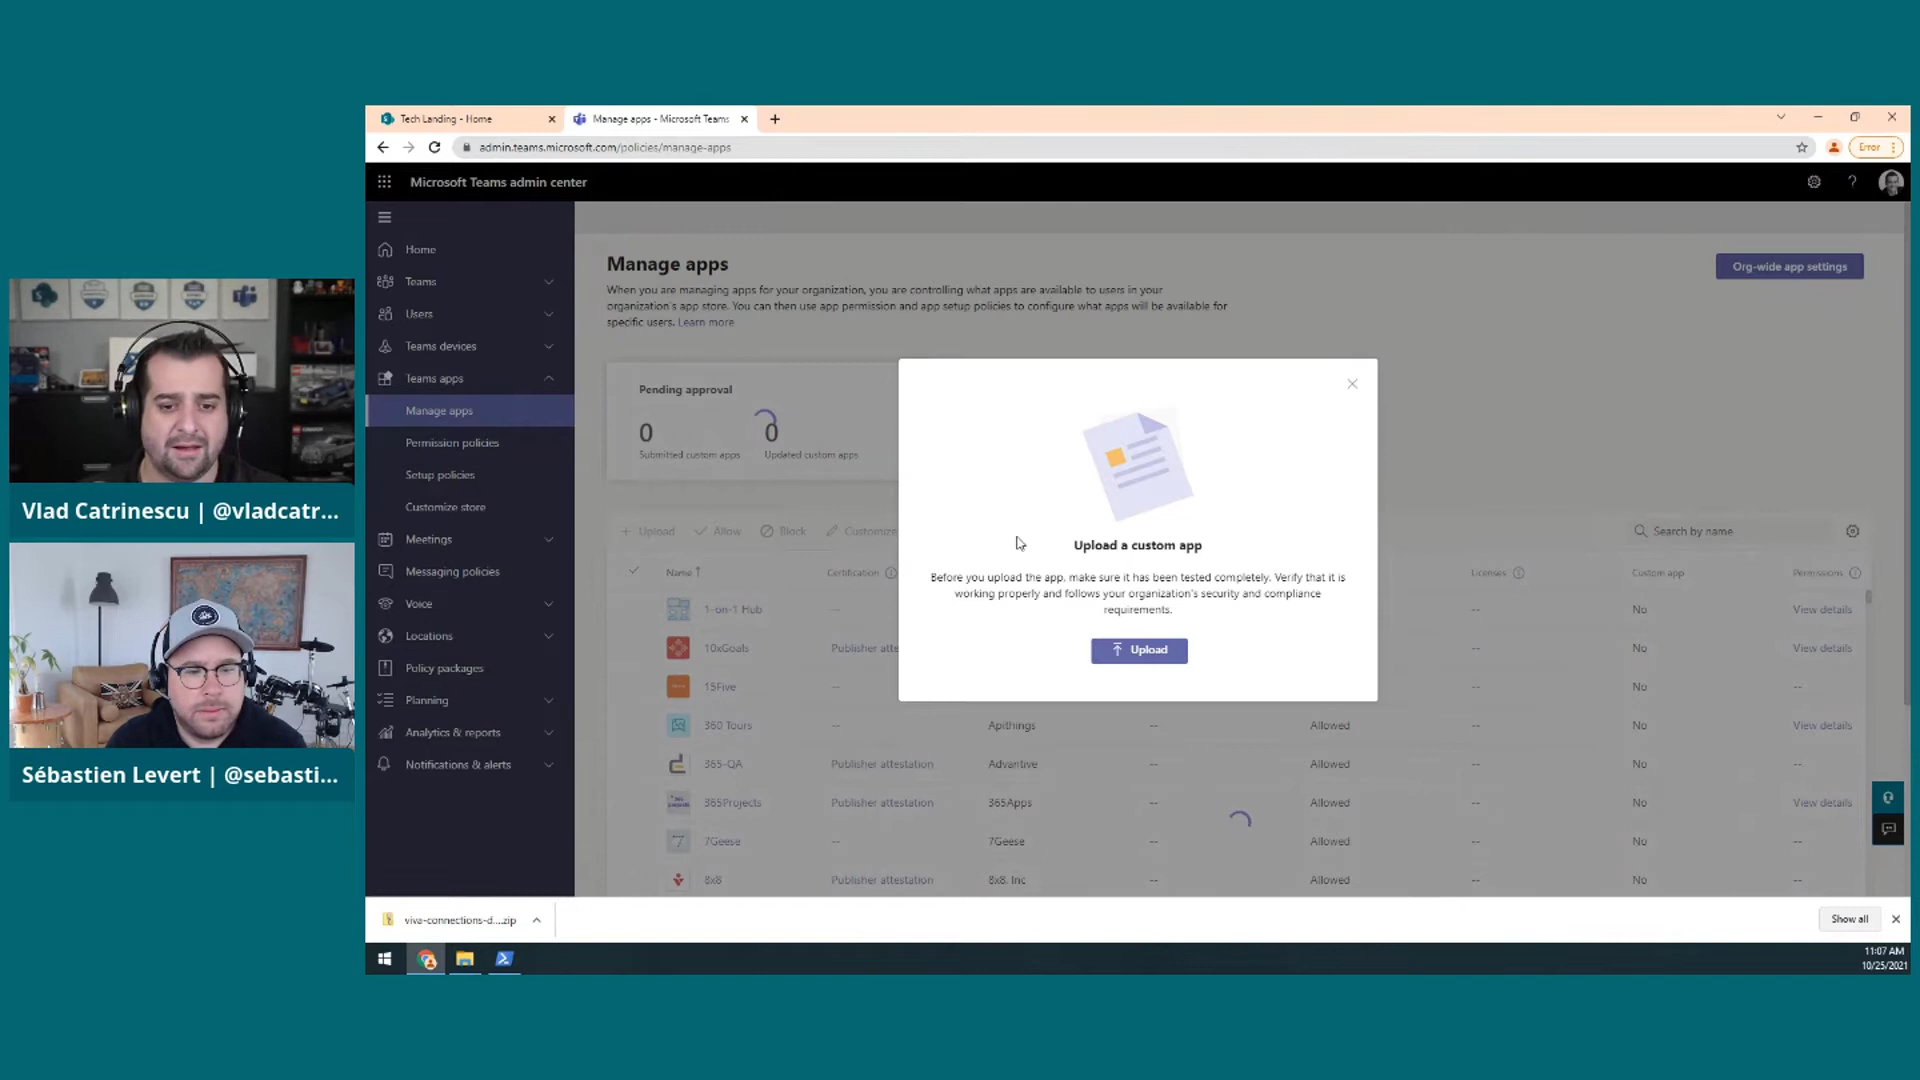 Tech Landing - Home
Manage apps - Microsoft Teams
admin.teams.microsoft.com/policies/manage-apps
Error
Microsoft Teams admin center
Home
Teams
Users
Teams devices
Teams apps
Manage apps
Permission policies
Setup policies
Customize store
Meetings
Messaging policies
Voice
Locations
Policy packages
Planning
Analytics & reports
Notifications & alerts
Manage apps
Org-wide app settings
When you are managing apps for your organization, you are controlling what apps are available to users in your
organization's app store. You can then use app permission and app setup policies to configure what apps will be available for
specific users. Learn more
Pending approval
0 0
Submitted custom apps Updated custom apps
+ Upload Allow Block Customize
Search by name
Name ↑ Certification Licenses Custom app Permissions
1-on-1 Hub -- -- No View details
10xGoals Publisher atte -- No View details
15Five -- -- No --
360 Tours -- Apithings -- Allowed -- No View details
365-QA Publisher attestation Advantive -- Allowed -- No --
365Projects Publisher attestation 365Apps -- Allowed -- No View details
7Geese -- 7Geese -- Allowed -- No --
8x8 Publisher attestation 8x8, Inc -- Allowed -- No View details
Upload a custom app
Before you upload the app, make sure it has been tested completely. Verify that it is
working properly and follows your organization's security and compliance
requirements.
Upload
viva-connections-d....zip
Show all
11:07 AM
10/25/2021
Vlad Catrinescu | @vladcatr...
Sébastien Levert | @sebasti...